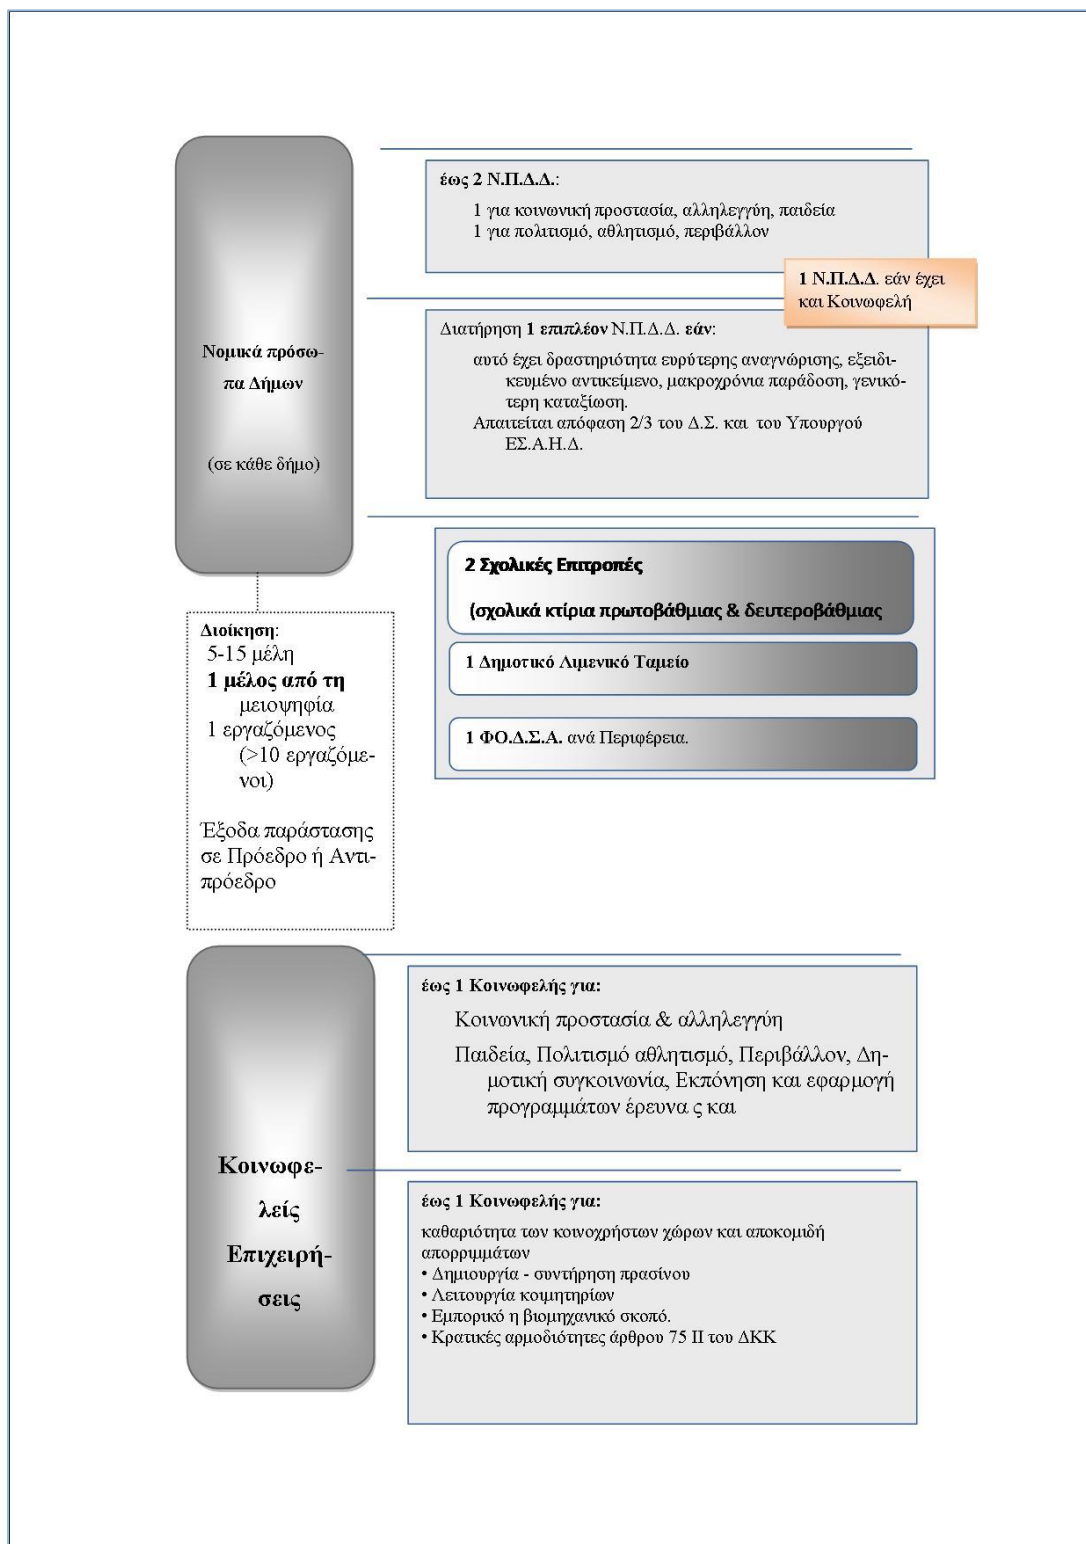 Νομικά πρόσω-
πα Δήμων
(σε κάθε δήμο)
έως 2 Ν.Π.Δ.Δ.:
1 για κοινωνική προστασία, αλληλεγγύη, παιδεία
1 για πολιτισμό, αθλητισμό, περιβάλλον
1 Ν.Π.Δ.Δ. εάν έχει
και Κοινωφελή
Διατήρηση 1 επιπλέον Ν.Π.Δ.Δ. εάν:
αυτό έχει δραστηριότητα ευρύτερης αναγνώρισης, εξειδι-
κευμένο αντικείμενο, μακροχρόνια παράδοση, γενικό-
τερη καταξίωση.
Απαιτείται απόφαση 2/3 του Δ.Σ. και του Υπουργού
ΕΣ.Α.Η.Δ.
2 Σχολικές Επιτροπές
(σχολικά κτίρια πρωτοβάθμιας & δευτεροβάθμιας
1 Δημοτικό Λιμενικό Ταμείο
1 ΦΟ.Δ.Σ.Α. ανά Περιφέρεια.
Διοίκηση:
5-15 μέλη
1 μέλος από τη
μειοψηφία
1 εργαζόμενος
(>10 εργαζόμε-
νοι)
Έξοδα παράστασης
σε Πρόεδρο ή Αντι-
πρόεδρο
Κοινωφε-
λείς
Επιχειρή-
σεις
έως 1 Κοινωφελής για:
Κοινωνική προστασία & αλληλεγγύη
Παιδεία, Πολιτισμό αθλητισμό, Περιβάλλον, Δη-
μοτική συγκοινωνία, Εκπόνηση και εφαρμογή
προγραμμάτων έρευνα ς και
έως 1 Κοινωφελής για:
καθαριότητα των κοινοχρήστων χώρων και αποκομιδή
απορριμμάτων
• Δημιουργία - συντήρηση πρασίνου
• Λειτουργία κοιμητηρίων
• Εμπορικό η βιομηχανικό σκοπό.
• Κρατικές αρμοδιότητες άρθρου 75 ΙΙ του ΔΚΚ